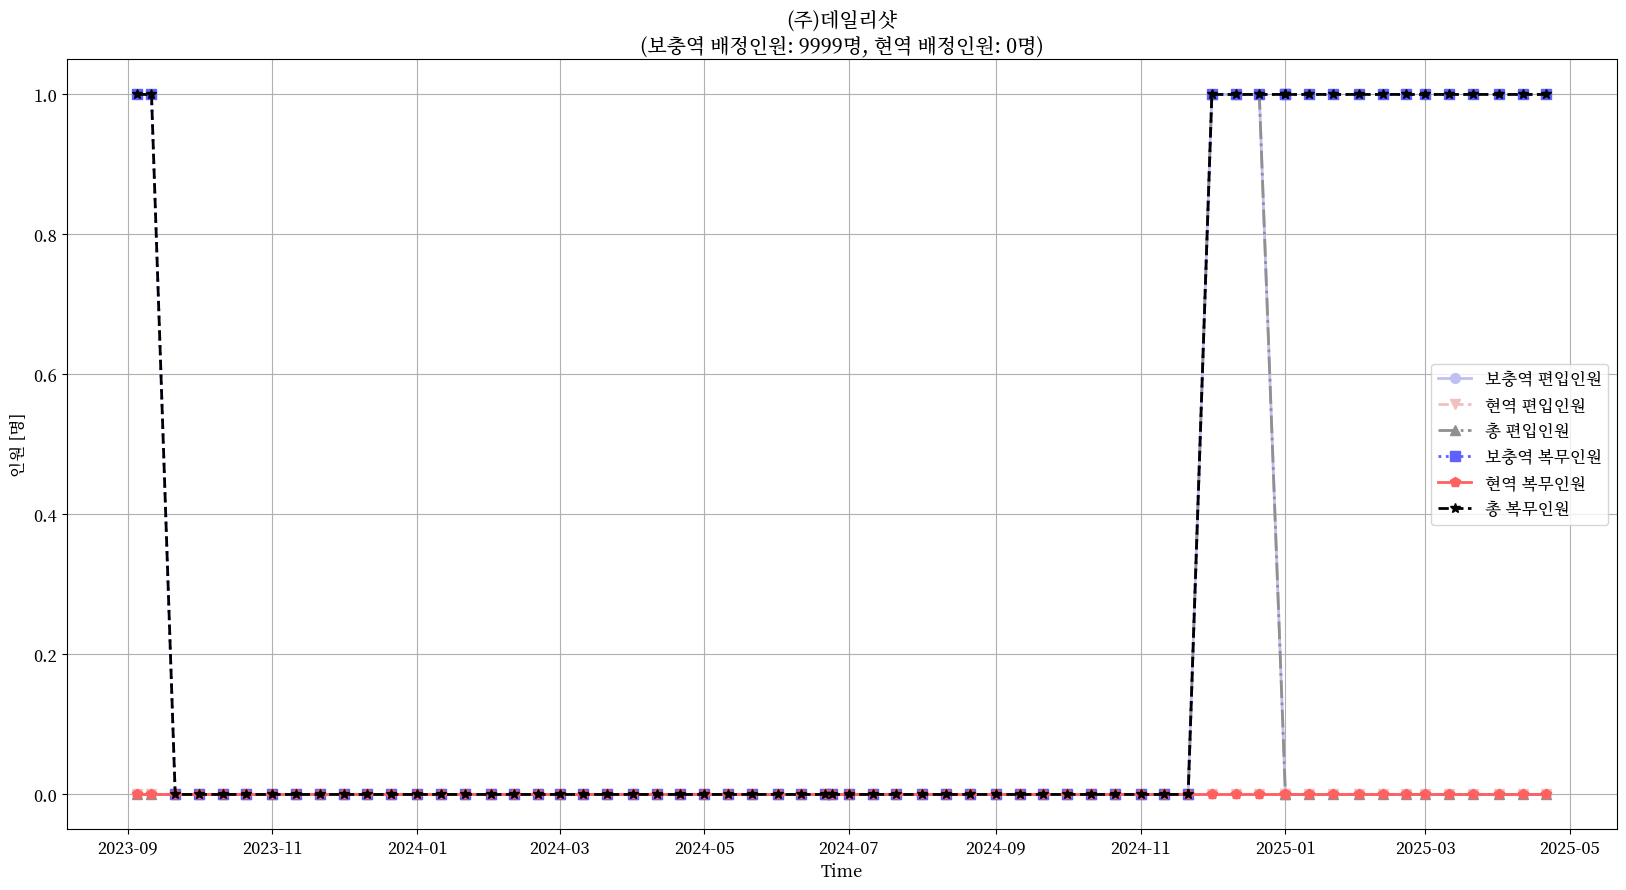 (주)데일리샷
(보충역 배정인원: 9999명, 현역 배정인원: 0명)
인원 [명]
1.0
0.8
0.6
0.4
0.2
0.0
보충역 편입인원
현역 편입인원
총 편입인원
보충역 복무인원
현역 복무인원
총 복무인원
2023-09 2023-11 2024-01 2024-03 2024-05 2024-07 2024-09 2024-11 2025-01 2025-03 2025-05
Time